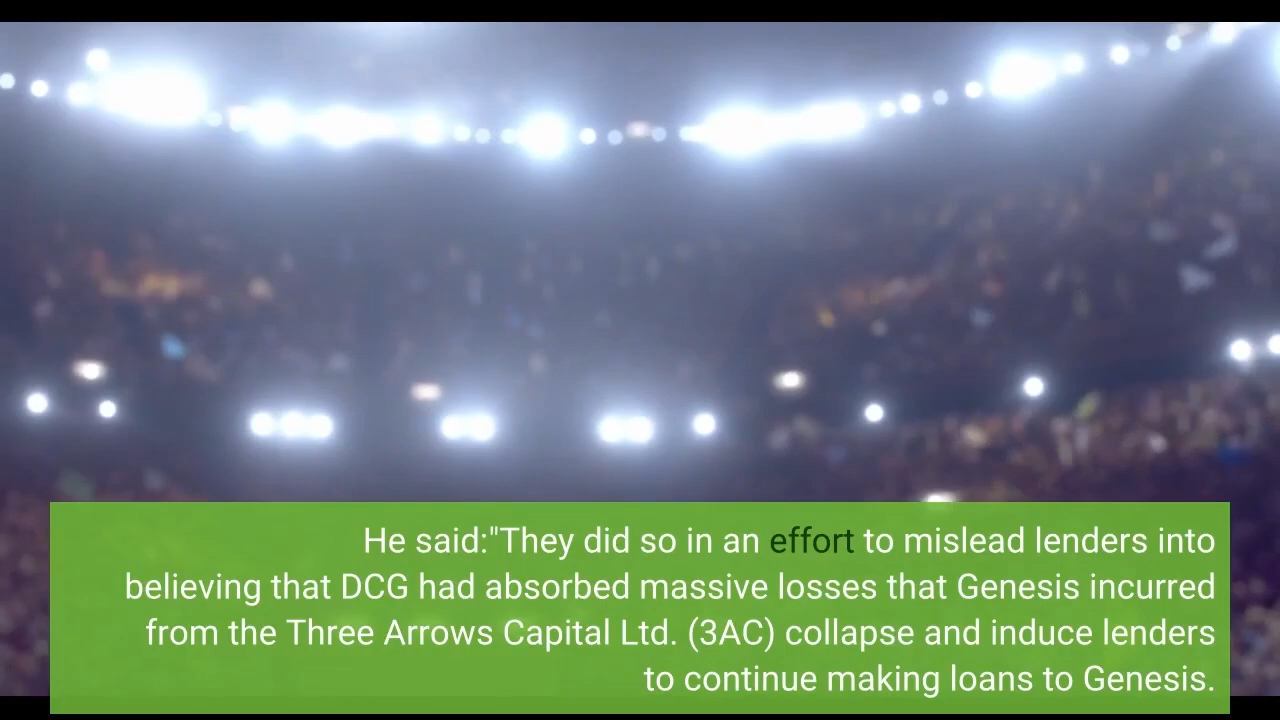 He said:"They did so in an effort to mislead lenders into
believing that DCG had absorbed massive losses that Genesis incurred
from the Three Arrows Capital Ltd. (3AC) collapse and induce lenders
to continue making loans to Genesis.